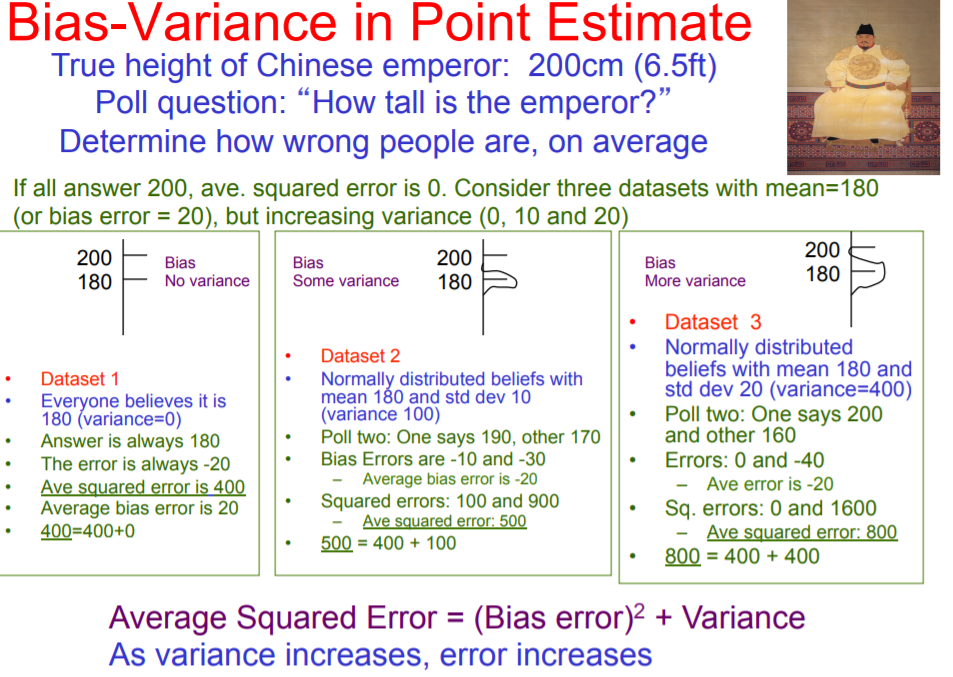 Bias-Variance in Point Estimate
True height of Chinese emperor: 200cm (6.5ft)
Poll question: “How tall is the emperor?”
Determine how wrong people are, on average
If all answer 200, ave. squared error is 0. Consider three datasets with mean=180
(or bias error = 20), but increasing variance (0, 10 and 20)
200
180
Bias
No variance
• Dataset 1
• Everyone believes it is
180 (variance=0)
• Answer is always 180
• The error is always -20
• Ave squared error is 400
• Average bias error is 20
• 400=400+0
Bias
Some variance
200
180
• Dataset 2
• Normally distributed beliefs with
mean 180 and std dev 10
(variance 100)
• Poll two: One says 190, other 170
• Bias Errors are -10 and -30
– Average bias error is -20
• Squared errors: 100 and 900
– Ave squared error: 500
• 500 = 400 + 100
Bias
More variance
200
180
• Dataset 3
• Normally distributed
beliefs with mean 180 and
std dev 20 (variance=400)
• Poll two: One says 200
and other 160
• Errors: 0 and -40
– Ave error is -20
• Sq. errors: 0 and 1600
– Ave squared error: 800
• 800 = 400 + 400
Average Squared Error = (Bias error)² + Variance
As variance increases, error increases